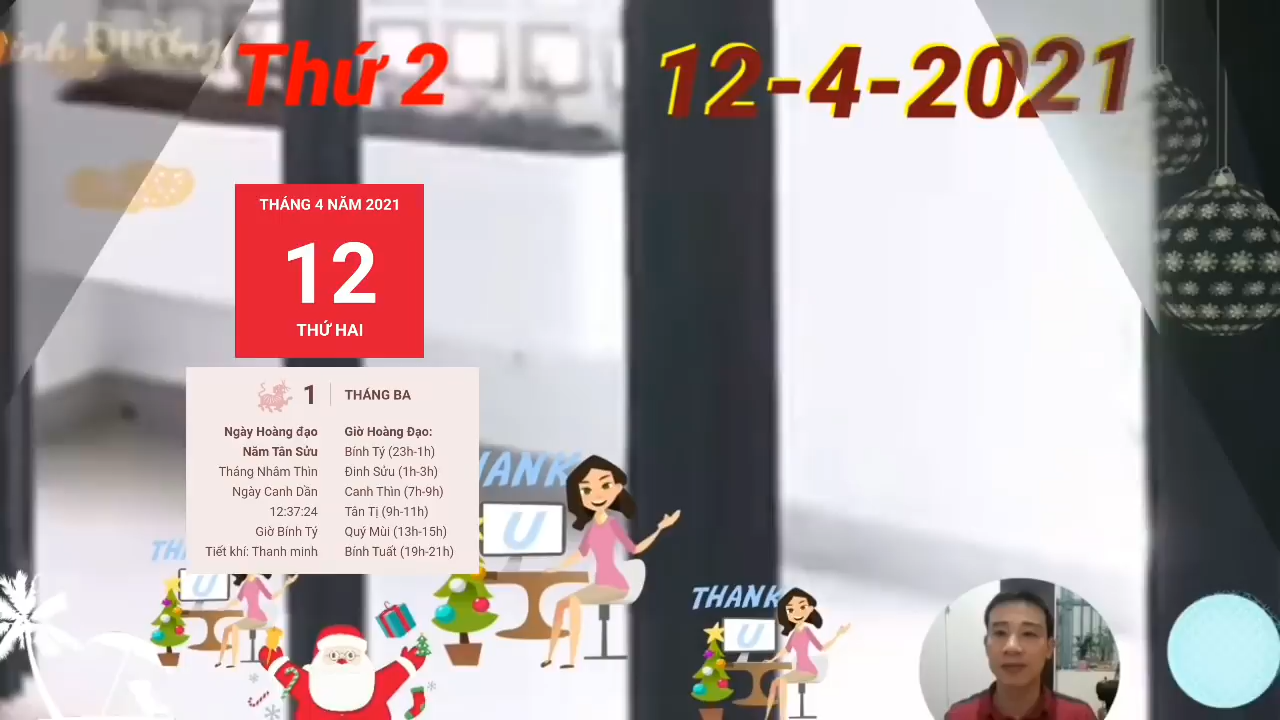 Thứ 2
12-4-2021
THÁNG 4 NĂM 2021
12
THỨ HAI
1
THÁNG BA
Ngày Hoàng đạo
Năm Tân Sửu
Tháng Nhâm Thìn
Ngày Canh Dần
12:37:24
Giờ Bính Tý
Tiết khí: Thanh minh
Giờ Hoàng Đạo:
Bính Tý (23h-1h)
Đinh Sửu (1h-3h)
Canh Thìn (7h-9h)
Tân Tị (9h-11h)
Quý Mùi (13h-15h)
Bính Tuất (19h-21h)
THANK
U
THANK
U
U